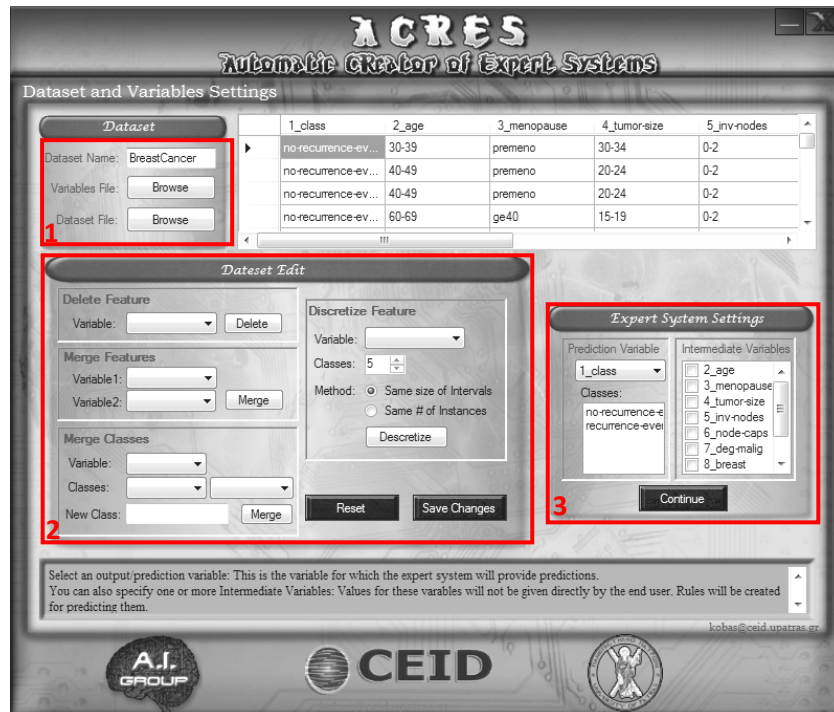 ACRES
Automatic CReator of Expert Systems
Dataset and Variables Settings
Dataset
Dataset Name: BreastCancer
Variables File: Browse
Dataset File: Browse
1
1_class 2_age 3_menopause 4_tumor-size 5_inv-nodes
no-recurrence-ev... 30-39 premeno 30-34 0-2
no-recurrence-ev... 40-49 premeno 20-24 0-2
no-recurrence-ev... 40-49 premeno 20-24 0-2
no-recurrence-ev... 60-69 ge40 15-19 0-2
Dateset Edit
Delete Feature
Variable: Delete
Merge Features
Variable1:
Variable2: Merge
Merge Classes
Variable:
Classes:
New Class: Merge
2
Discretize Feature
Variable:
Classes: 5
Method: Same size of Intervals
Same # of Instances
Descretize
Reset Save Changes
Expert System Settings
Prediction Variable
1_class
Classes:
no-recurrence-e
recurrence-ever
Intermediate Variables
2_age
3_menopause
4_tumor-size
5_inv-nodes
6_node-caps
7_deg-malig
8_breast
Continue
3
Select an output/prediction variable: This is the variable for which the expert system will provide predictions.
You can also specify one or more Intermediate Variables: Values for these varables will not be given directly by the end user. Rules will be created
for predicting them.
kobas@ceid.upatras.gr
A.I.
GROUP
CEID